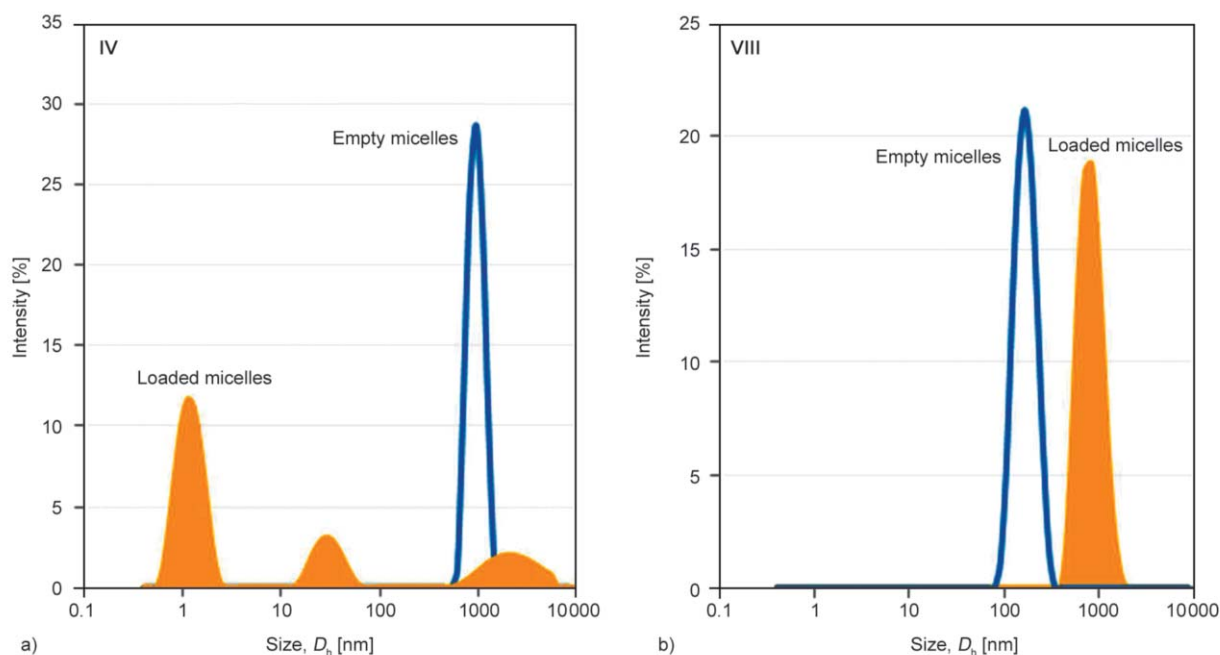 IV
35
30
25
20
15
10
5
0
Intensity [%]
Empty micelles
Loaded micelles
0.1 1 10 100 1000 10000
a) Size, Dh [nm]
VIII
25
20
15
10
5
0
Intensity [%]
Empty micelles
Loaded micelles
0.1 1 10 100 1000 10000
b) Size, Dh [nm]